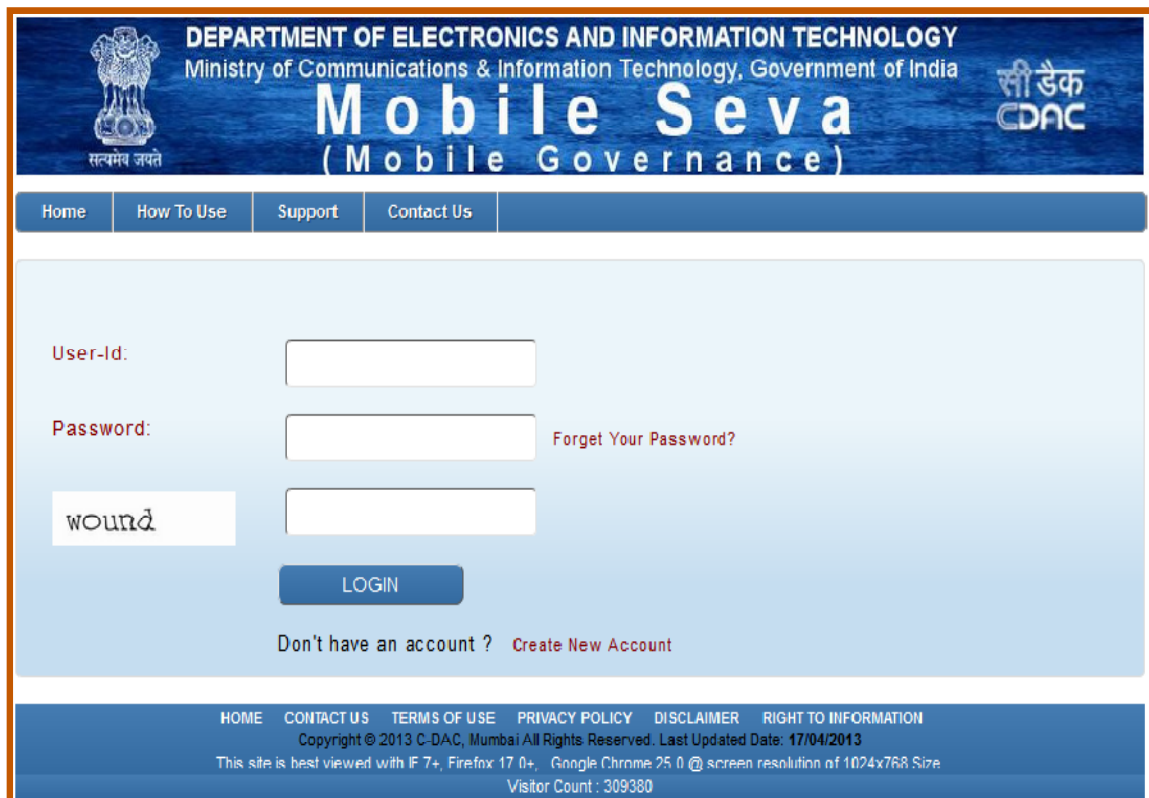 DEPARTMENT OF ELECTRONICS AND INFORMATION TECHNOLOGY
Ministry of Communications & Information Technology, Government of India
Mobile Seva
(Mobile Governance)
सत्यमेव जयते
सी डैक
CDAC
Home How To Use Support Contact Us
User-Id:
Password:
Forget Your Password?
wound
LOGIN
Don't have an account ? Create New Account
HOME CONTACT US TERMS OF USE PRIVACY POLICY DISCLAIMER RIGHT TO INFORMATION
Copyright © 2013 C-DAC, Mumbai All Rights Reserved. Last Updated Date: 17/04/2013
This site is best viewed with IE 7+, Firefox 17.0+, Google Chrome 25.0 @ screen resolution of 1024x768 Size
Visitor Count : 309380